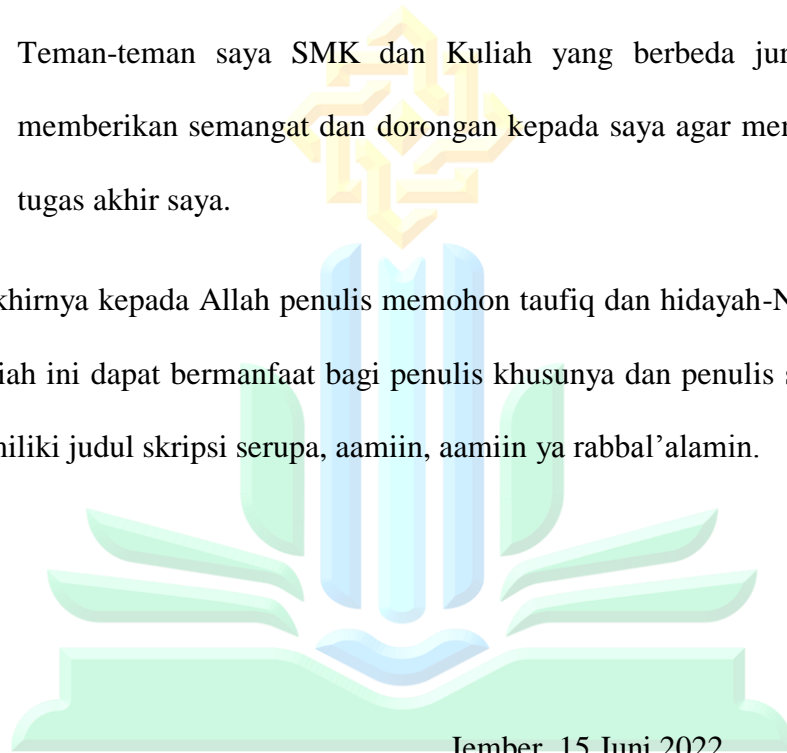 Teman-teman saya SMK dan Kuliah yang berbeda jur
memberikan semangat dan dorongan kepada saya agar mer
tugas akhir saya.
khirnya kepada Allah penulis memohon taufiq dan hidayah-N
iah ini dapat bermanfaat bagi penulis khusunya dan penulis s
niliki judul skripsi serupa, aamiin, aamiin ya rabbal’alamin.
Jember, 15 Juni 2022